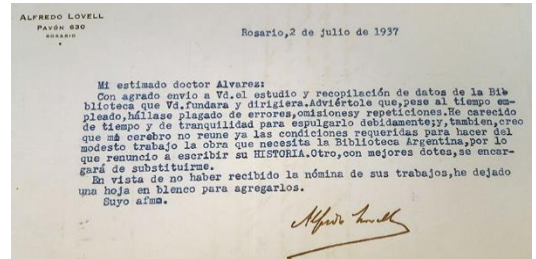 ALFREDO LOVELL
PAVÓN 630
ROSARIO
Rosario,2 de julio de 1937
Mi estimado doctor Alvarez:
Con agrado envio a Vd.el estudio y recopilación de datos de la Bib
blioteca que Vd.fundara y dirigiera.Adviértole que,pese al tiempo em-
pleado,hállase plagado de errores,omisionesy repeticiones.He carecido
de tiempo y de tranquilidad para espulgarlo debidamente;y,tambien,creo
que mi cerebro no reune ya las condiciones requeridas para hacer del
modesto trabajo la obra que necesita la Biblioteca Argentina,por lo
que renuncio a escribir su HISTORIA.Otro,con mejores dotes,se encar-
gará de substituirme.
En vista de no haber recibido la nómina de sus trabajos,he dejado
una hoja en blenco para agregarlos.
Suyo afmo.
Alfredo Lovell